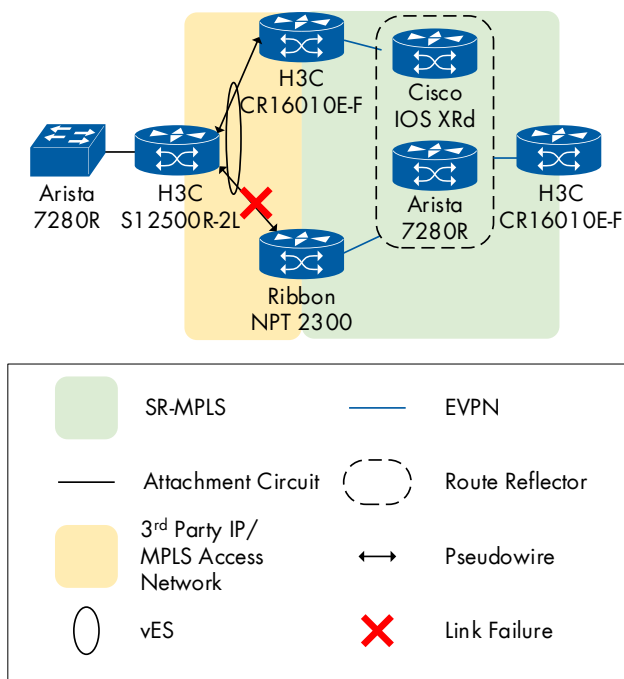 H3C
CR16010E-F
Cisco
IOS XRd
Arista
7280R
H3C
S12500R-2L
Arista
7280R
H3C
CR16010E-F
Ribbon
NPT 2300
SR-MPLS
EVPN
Attachment Circuit
Route Reflector
3rd Party IP/
MPLS Access
Network
Pseudowire
vES
Link Failure